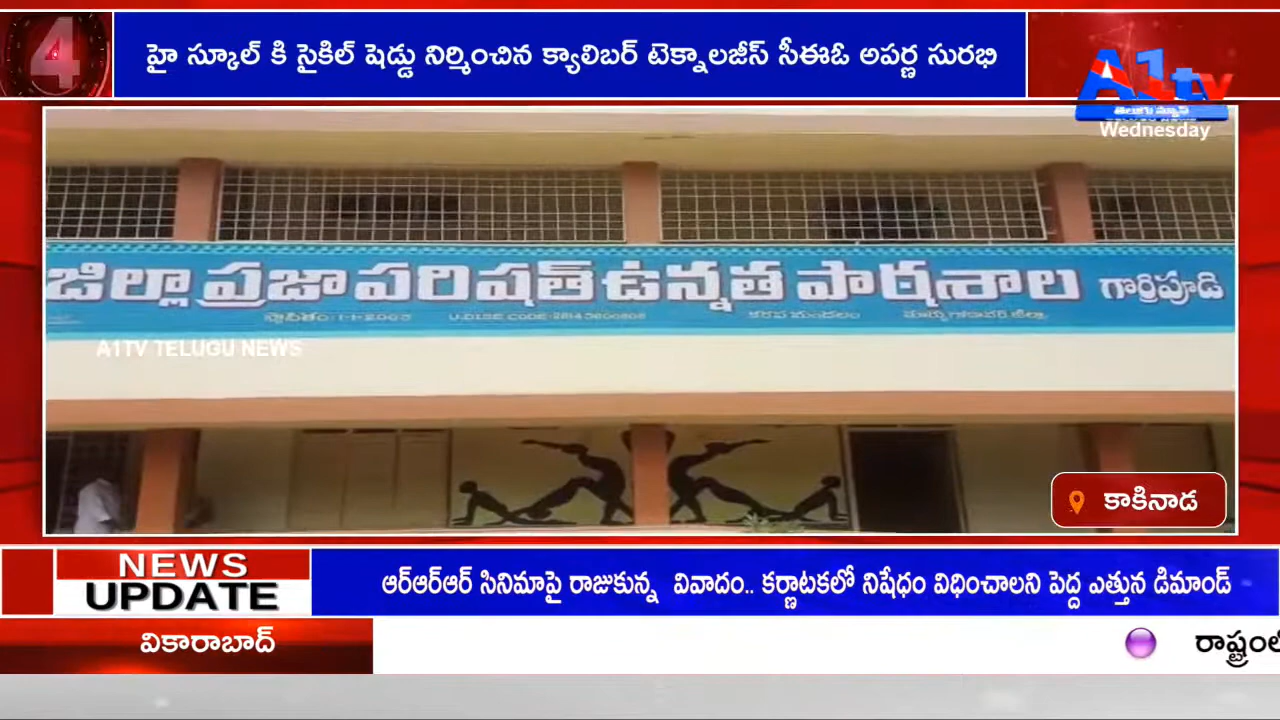 4
హై స్కూల్ కి సైకిల్ షెడ్డు నిర్మించిన క్యాలిబర్ టెక్నాలజీస్ సీఈఓ అపర్ణ సురభి
A1tv
Wednesday
జిల్లా ప్రజా పరిషత్ ఉన్నత పాఠశాల గొర్రిపూడి
A1TV TELUGU NEWS
కాకినాడ
NEWS
UPDATE
ఆర్ఆర్ఆర్ సినిమాపై రాజుకున్న వివాదం.. కర్ణాటకలో నిషేధం విధించాలని పెద్ద ఎత్తున డిమాండ్
వికారాబాద్